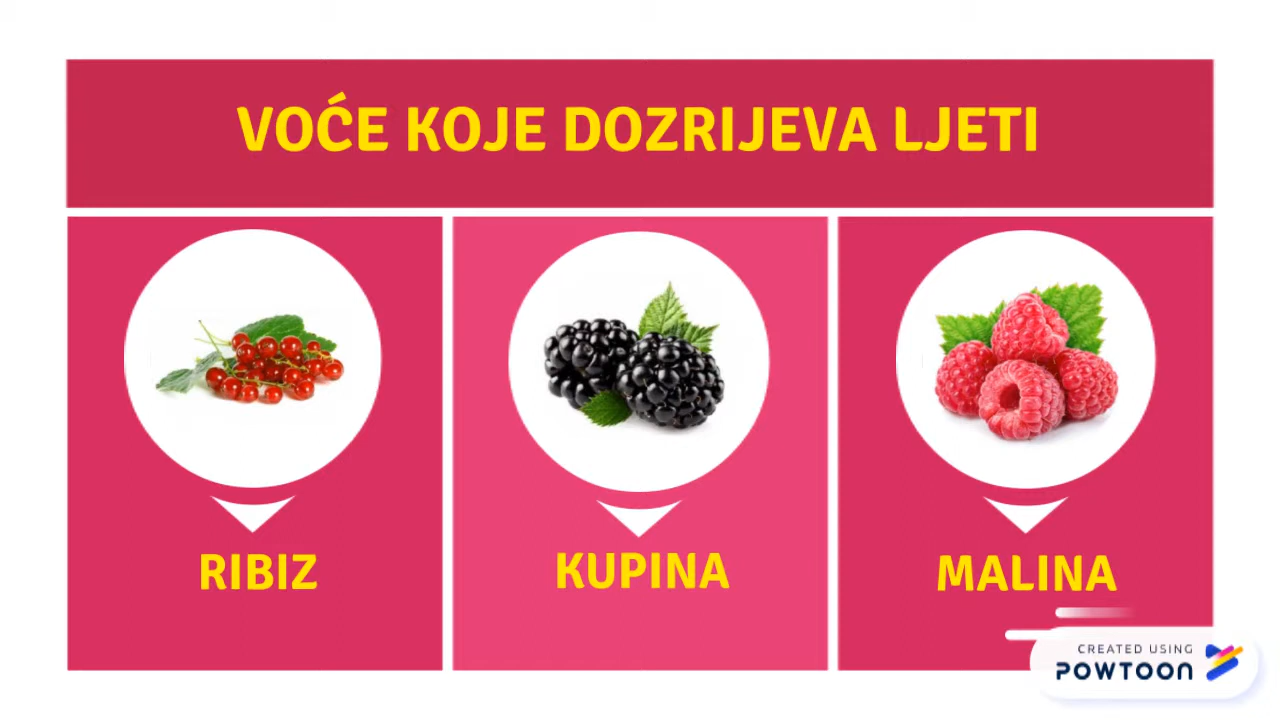 VOĆE KOJE DOZRIJEVA LJETI
RIBIZ
KUPINA
MALINA
CREATED USING
POWTOON